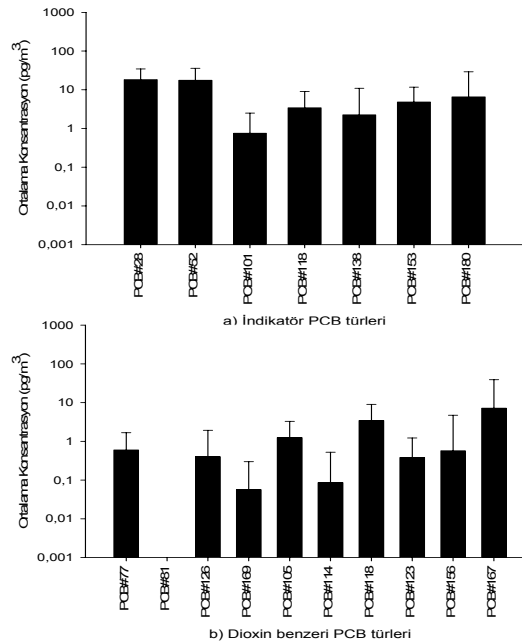 Ortalama Konsantrasyon (pg/m3)
1000
100
10
1
0,1
0,01
0,001
PCB#28
PCB#52
PCB#101
PCB#118
PCB#138
PCB#153
PCB#180
a) İndikatör PCB türleri
Ortalama Konsantrasyon (pg/m3)
1000
100
10
1
0,1
0,01
0,001
PCB#77
PCB#81
PCB#126
PCB#169
PCB#105
PCB#114
PCB#118
PCB#123
PCB#156
PCB#167
b) Dioxin benzeri PCB türleri